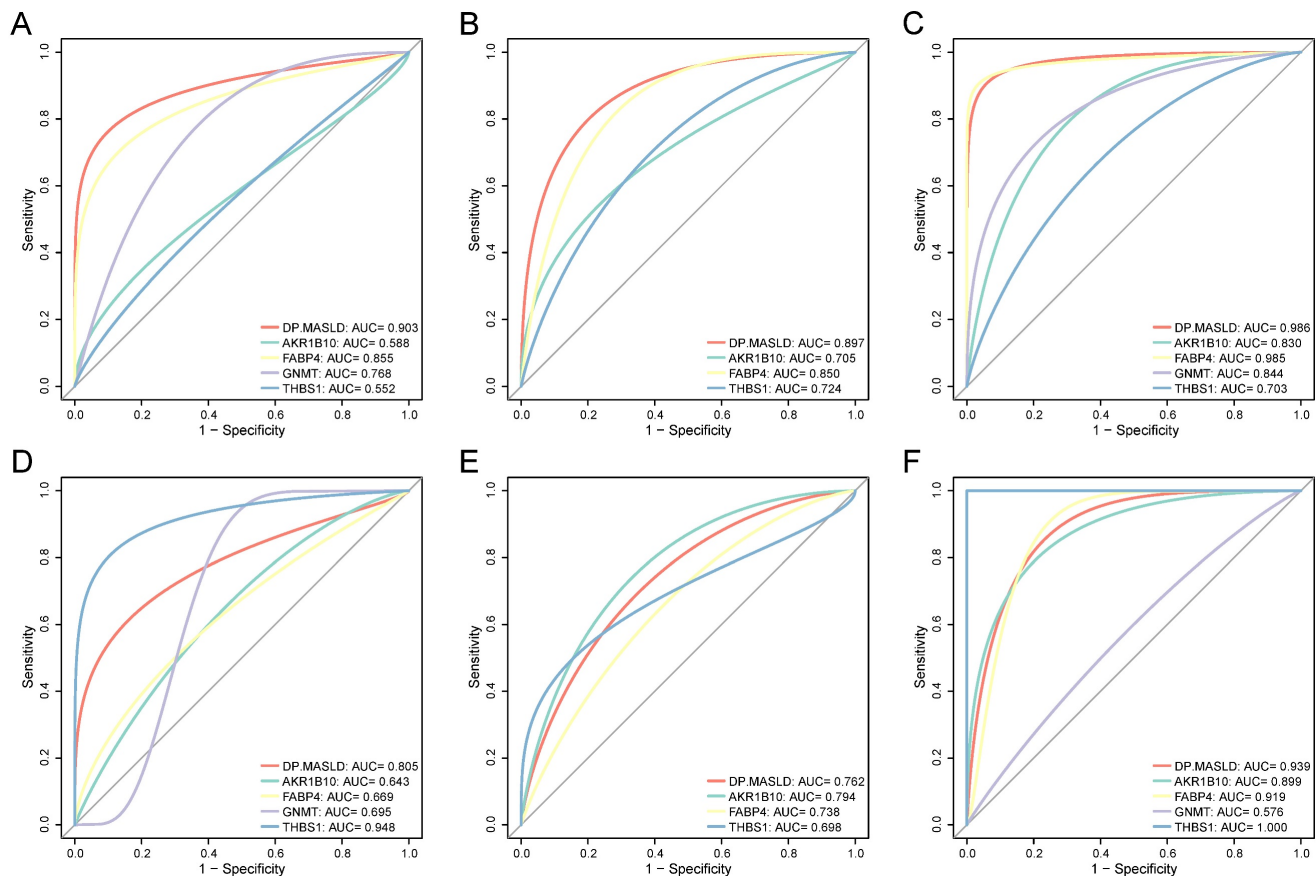 A
B
C
1.0
0.8
0.6
0.4
0.2
0.0
Sensitivity
DP.MASLD: AUC= 0.903
AKR1B10: AUC= 0.588
FABP4: AUC= 0.855
GNMT: AUC= 0.768
THBS1: AUC= 0.552
0.0 0.2 0.4 0.6 0.8 1.0
1 − Specificity
1.0
0.8
0.6
0.4
0.2
0.0
Sensitivity
DP.MASLD: AUC= 0.897
AKR1B10: AUC= 0.705
FABP4: AUC= 0.850
THBS1: AUC= 0.724
0.0 0.2 0.4 0.6 0.8 1.0
1 − Specificity
1.0
0.8
0.6
0.4
0.2
0.0
Sensitivity
DP.MASLD: AUC= 0.986
AKR1B10: AUC= 0.830
FABP4: AUC= 0.985
GNMT: AUC= 0.844
THBS1: AUC= 0.703
0.0 0.2 0.4 0.6 0.8 1.0
1 − Specificity
D
E
F
1.0
0.8
0.6
0.4
0.2
0.0
Sensitivity
DP.MASLD: AUC= 0.805
AKR1B10: AUC= 0.643
FABP4: AUC= 0.669
GNMT: AUC= 0.695
THBS1: AUC= 0.948
0.0 0.2 0.4 0.6 0.8 1.0
1 − Specificity
1.0
0.8
0.6
0.4
0.2
0.0
Sensitivity
DP.MASLD: AUC= 0.762
AKR1B10: AUC= 0.794
FABP4: AUC= 0.738
THBS1: AUC= 0.698
0.0 0.2 0.4 0.6 0.8 1.0
1 − Specificity
1.0
0.8
0.6
0.4
0.2
0.0
Sensitivity
DP.MASLD: AUC= 0.939
AKR1B10: AUC= 0.899
FABP4: AUC= 0.919
GNMT: AUC= 0.576
THBS1: AUC= 1.000
0.0 0.2 0.4 0.6 0.8 1.0
1 − Specificity